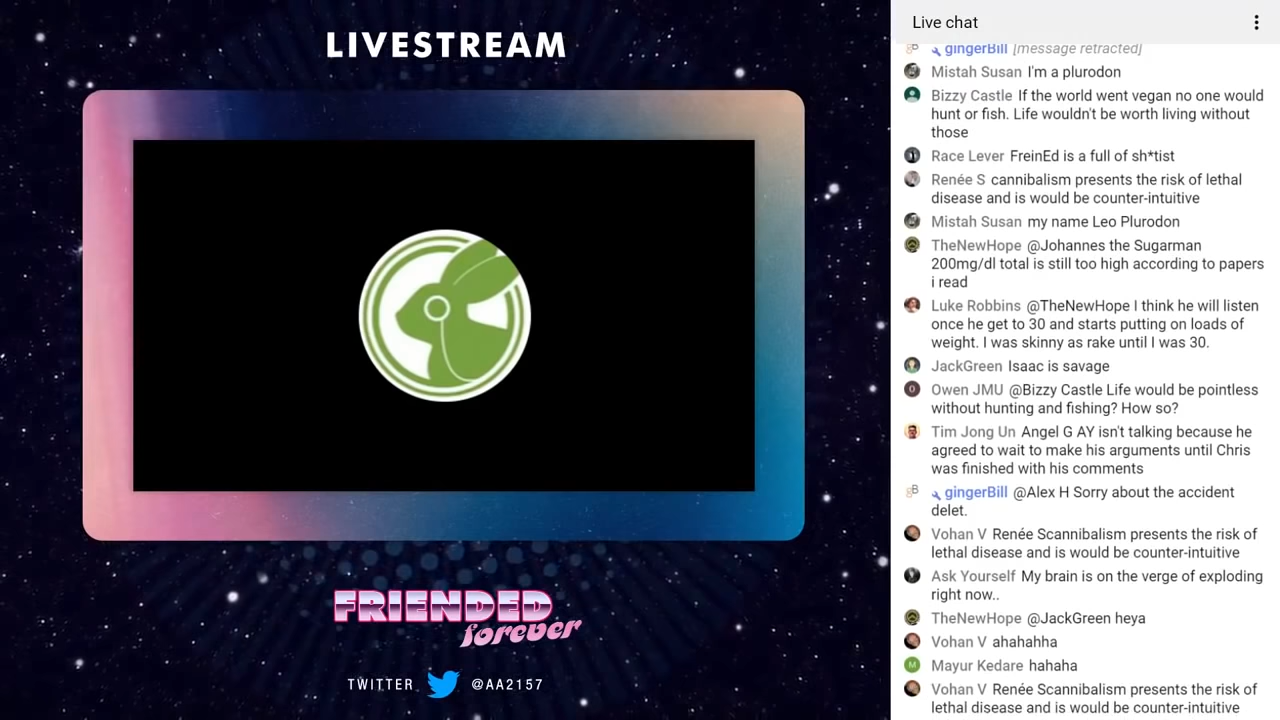 LIVESTREAM
FRIENDED
forever
TWITTER @AA2157
Live chat
gingerBill [message retracted]
Mistah Susan I'm a plurodon
Bizzy Castle If the world went vegan no one would
hunt or fish. Life wouldn't be worth living without
those
Race Lever FreinEd is a full of sh*tist
Renée S cannibalism presents the risk of lethal
disease and is would be counter-intuitive
Mistah Susan my name Leo Plurodon
TheNewHope @Johannes the Sugarman
200mg/dl total is still too high according to papers
i read
Luke Robbins @TheNewHope I think he will listen
once he get to 30 and starts putting on loads of
weight. I was skinny as rake until I was 30.
JackGreen Isaac is savage
Owen JMU @Bizzy Castle Life would be pointless
without hunting and fishing? How so?
Tim Jong Un Angel G AY isn't talking because he
agreed to wait to make his arguments until Chris
was finished with his comments
gingerBill @Alex H Sorry about the accident
delet.
Vohan V Renée Scannibalism presents the risk of
lethal disease and is would be counter-intuitive
Ask Yourself My brain is on the verge of exploding
right now..
TheNewHope @JackGreen heya
Vohan V ahahahha
Mayur Kedare hahaha
Vohan V Renée Scannibalism presents the risk of
lethal disease and is would be counter-intuitive